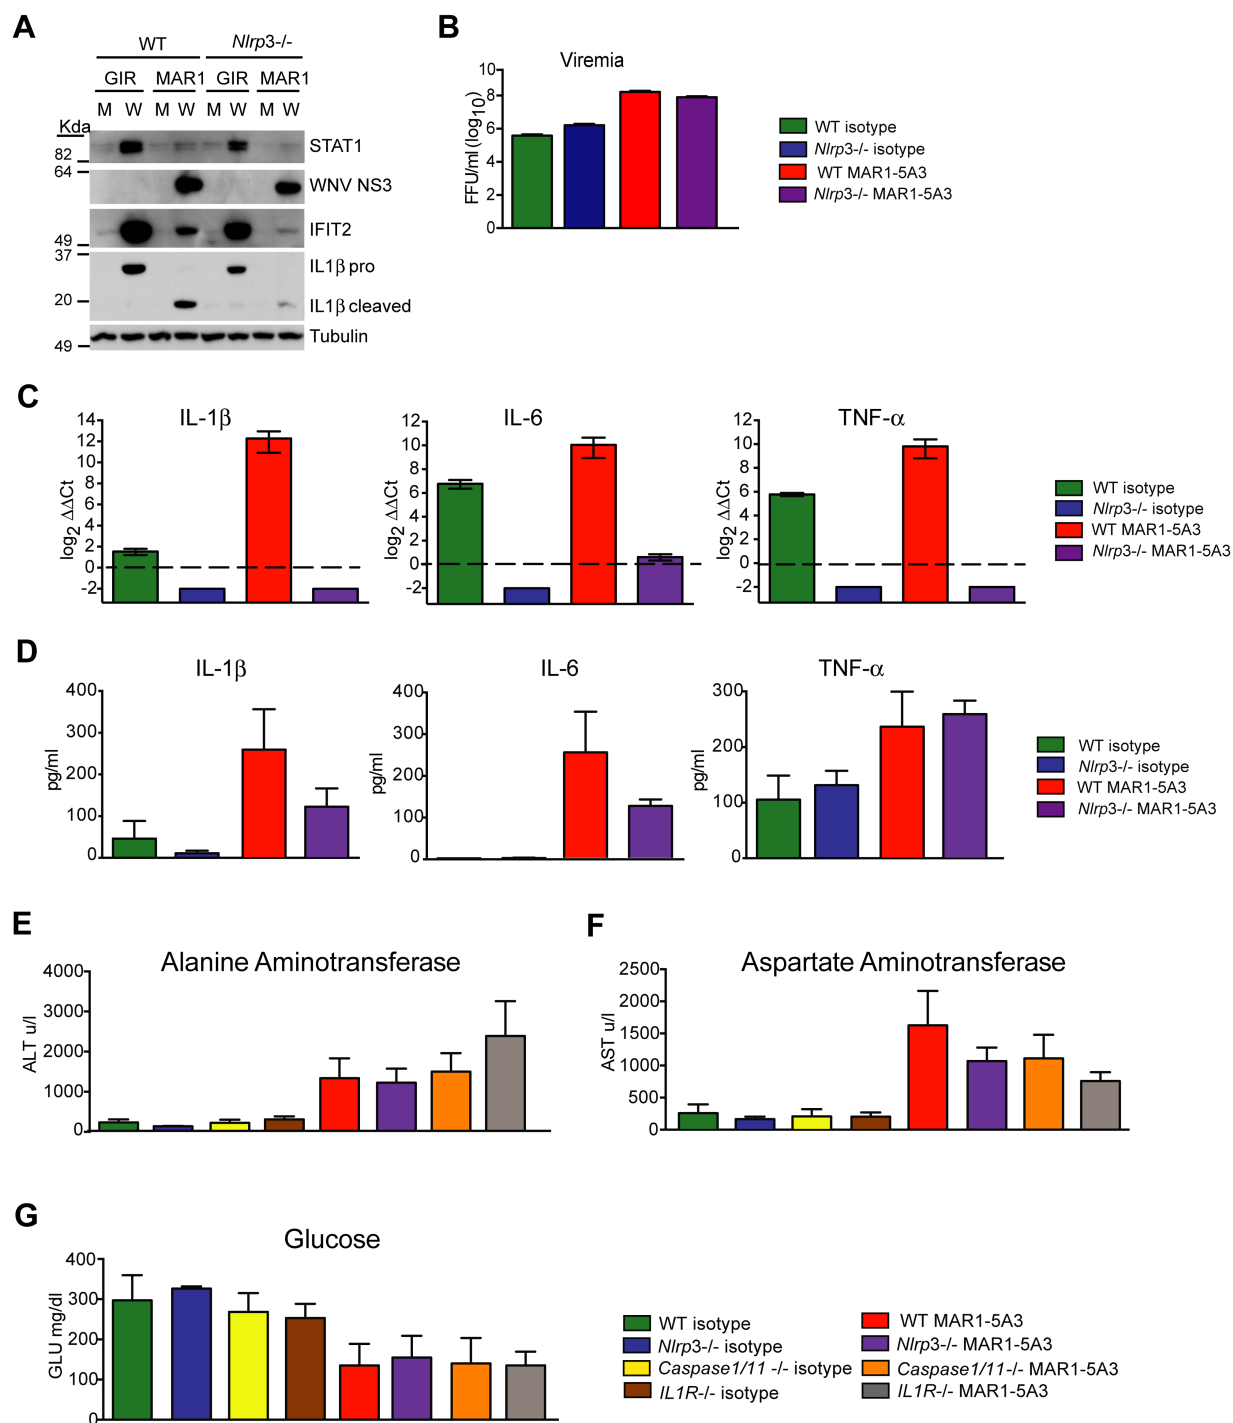 A
WT Nlrp3-/-
GIR MAR1 GIR MAR1
M W M W M W M W
Kda
82
64
49
37
20
49
STAT1
WNV NS3
IFIT2
IL1β pro
IL1β cleaved
Tubulin
B
Viremia
FFU/ml (log10)
10
8
6
4
2
0
WT isotype
Nlrp3-/- isotype
WT MAR1-5A3
Nlrp3-/- MAR1-5A3
C
IL-1β
log2 ΔΔCt
14
12
10
8
6
4
2
0
-2
IL-6
log2 ΔΔCt
12
10
8
6
4
2
0
-2
TNF-α
log2 ΔΔCt
12
10
8
6
4
2
0
-2
WT isotype
Nlrp3-/- isotype
WT MAR1-5A3
Nlrp3-/- MAR1-5A3
D
IL-1β
pg/ml
400
300
200
100
0
IL-6
pg/ml
400
300
200
100
0
TNF-α
pg/ml
300
200
100
0
WT isotype
Nlrp3-/- isotype
WT MAR1-5A3
Nlrp3-/- MAR1-5A3
E
Alanine Aminotransferase
ALT u/l
4000
3000
2000
1000
0
F
Aspartate Aminotransferase
AST u/l
2500
2000
1500
1000
500
0
G
Glucose
GLU mg/dl
400
300
200
100
0
WT isotype
Nlrp3-/- isotype
Caspase1/11 -/- isotype
IL1R-/- isotype
WT MAR1-5A3
Nlrp3-/- MAR1-5A3
Caspase1/11-/- MAR1-5A3
IL1R-/- MAR1-5A3